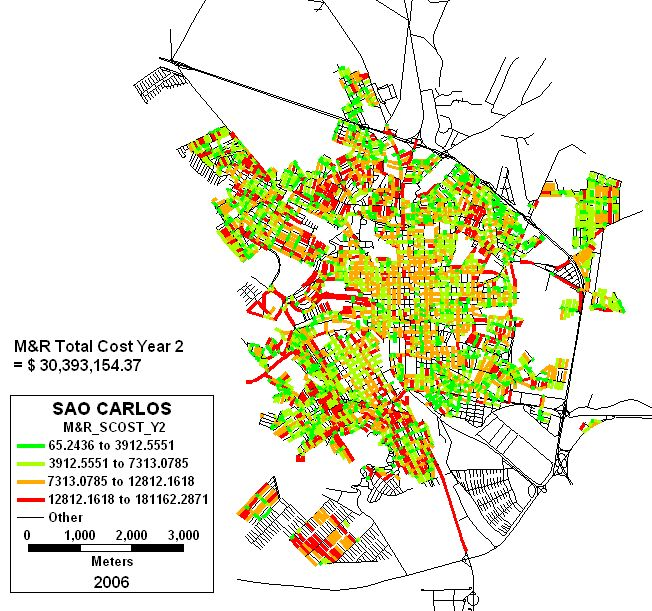 M&R Total Cost Year 2
= $ 30,393,154.37
SAO CARLOS
M&R_SCOST_Y2
65.2436 to 3912.5551
3912.5551 to 7313.0785
7313.0785 to 12812.1618
12812.1618 to 181162.2871
Other
0 1,000 2,000 3,000
Meters
2006